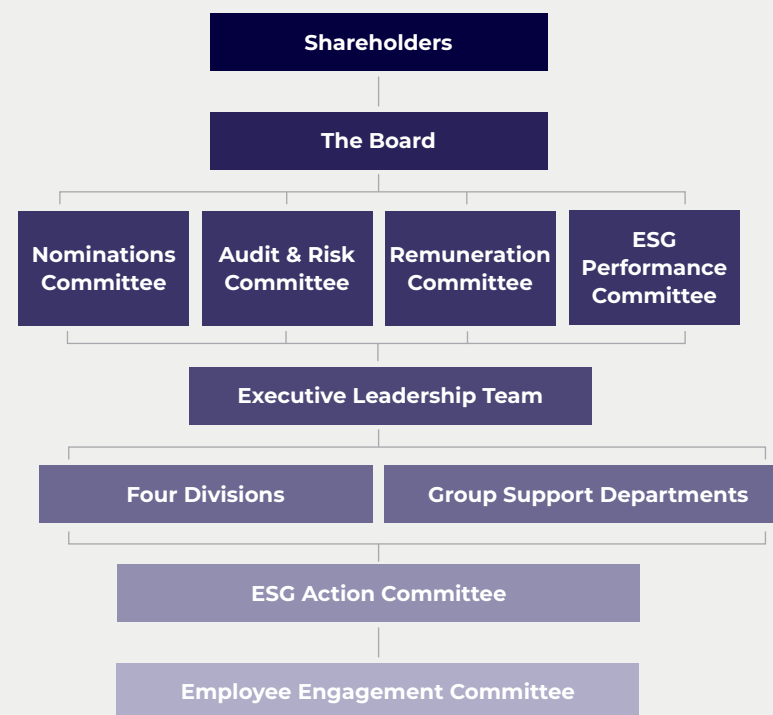 Shareholders
The Board
Nominations
Committee
Audit & Risk
Committee
Remuneration
Committee
ESG
Performance
Committee
Executive Leadership Team
Four Divisions
Group Support Departments
ESG Action Committee
Employee Engagement Committee